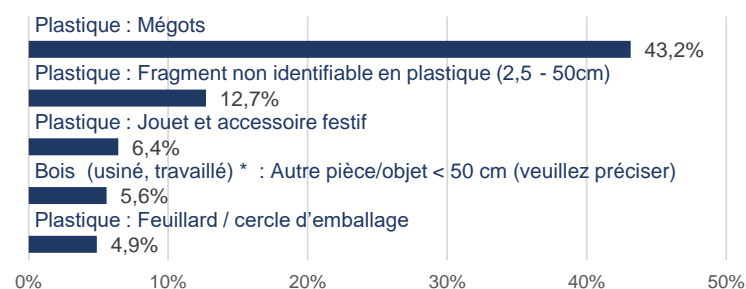 Plastique : Mégots
43,2%
Plastique : Fragment non identifiable en plastique (2,5 - 50cm)
12,7%
Plastique : Jouet et accessoire festif
6,4%
Bois (usiné, travaillé) * : Autre pièce/objet < 50 cm (veuillez préciser)
5,6%
Plastique : Feuillard / cercle d'emballage
4,9%
0% 10% 20% 30% 40% 50%